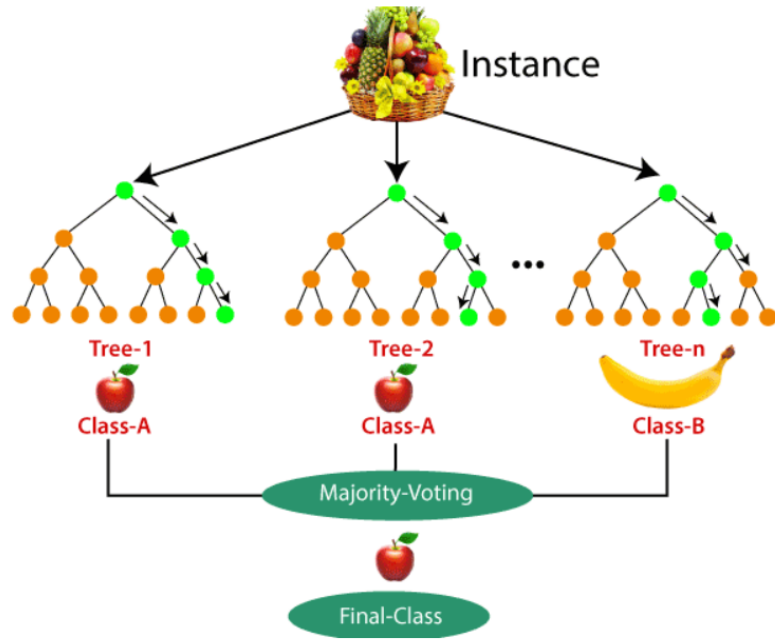 Instance
...
Tree-1
Tree-2
Tree-n
Class-A
Class-A
Class-B
Majority-Voting
Final-Class